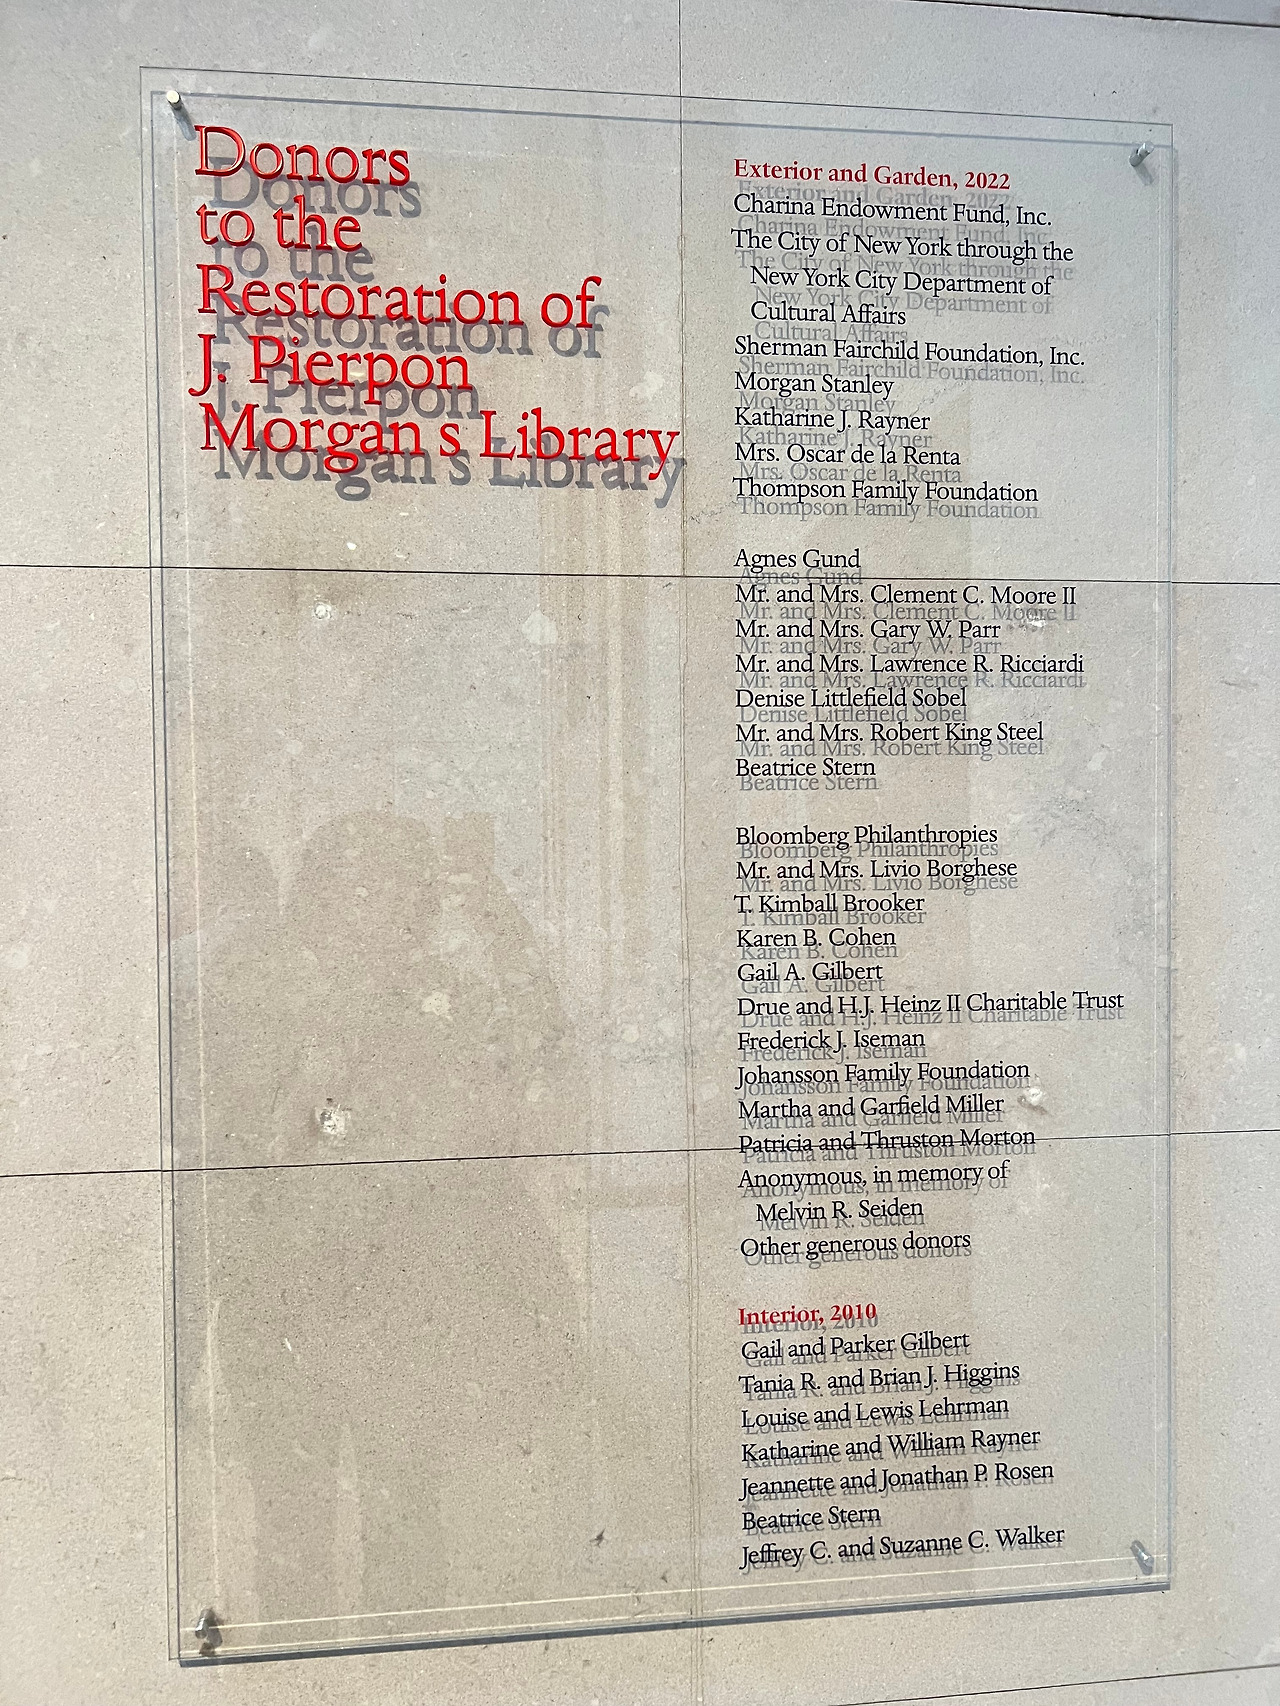 Donors
to the
Restoration of
J. Pierpon
Morgan s Library
Exterior and Garden, 2022
Charina Endowment Fund, Inc.
The City of New York through the
New York City Department of
Cultural Affairs
Sherman Fairchild Foundation, Inc.
Morgan Stanley
Katharine J. Rayner
Mrs. Oscar de la Renta
Thompson Family Foundation
Agnes Gund
Mr. and Mrs. Clement C. Moore II
Mr. and Mrs. Gary W. Parr
Mr. and Mrs. Lawrence R. Ricciardi
Denise Littlefield Sobel
Mr. and Mrs. Robert King Steel
Beatrice Stern
Bloomberg Philanthropies
Mr. and Mrs. Livio Borghese
T. Kimball Brooker
Karen B. Cohen
Gail A. Gilbert
Drue and H.J. Heinz II Charitable Trust
Frederick J. Iseman
Johansson Family Foundation
Martha and Garfield Miller
Patricia and Thruston Morton
Anonymous, in memory of
Melvin R. Seiden
Other generous donors
Interior, 2010
Gail and Parker Gilbert
Tania R. and Brian J. Higgins
Louise and Lewis Lehrman
Katharine and William Rayner
Jeannette and Jonathan P. Rosen
Beatrice Stern
Jeffrey C. and Suzanne C. Walker